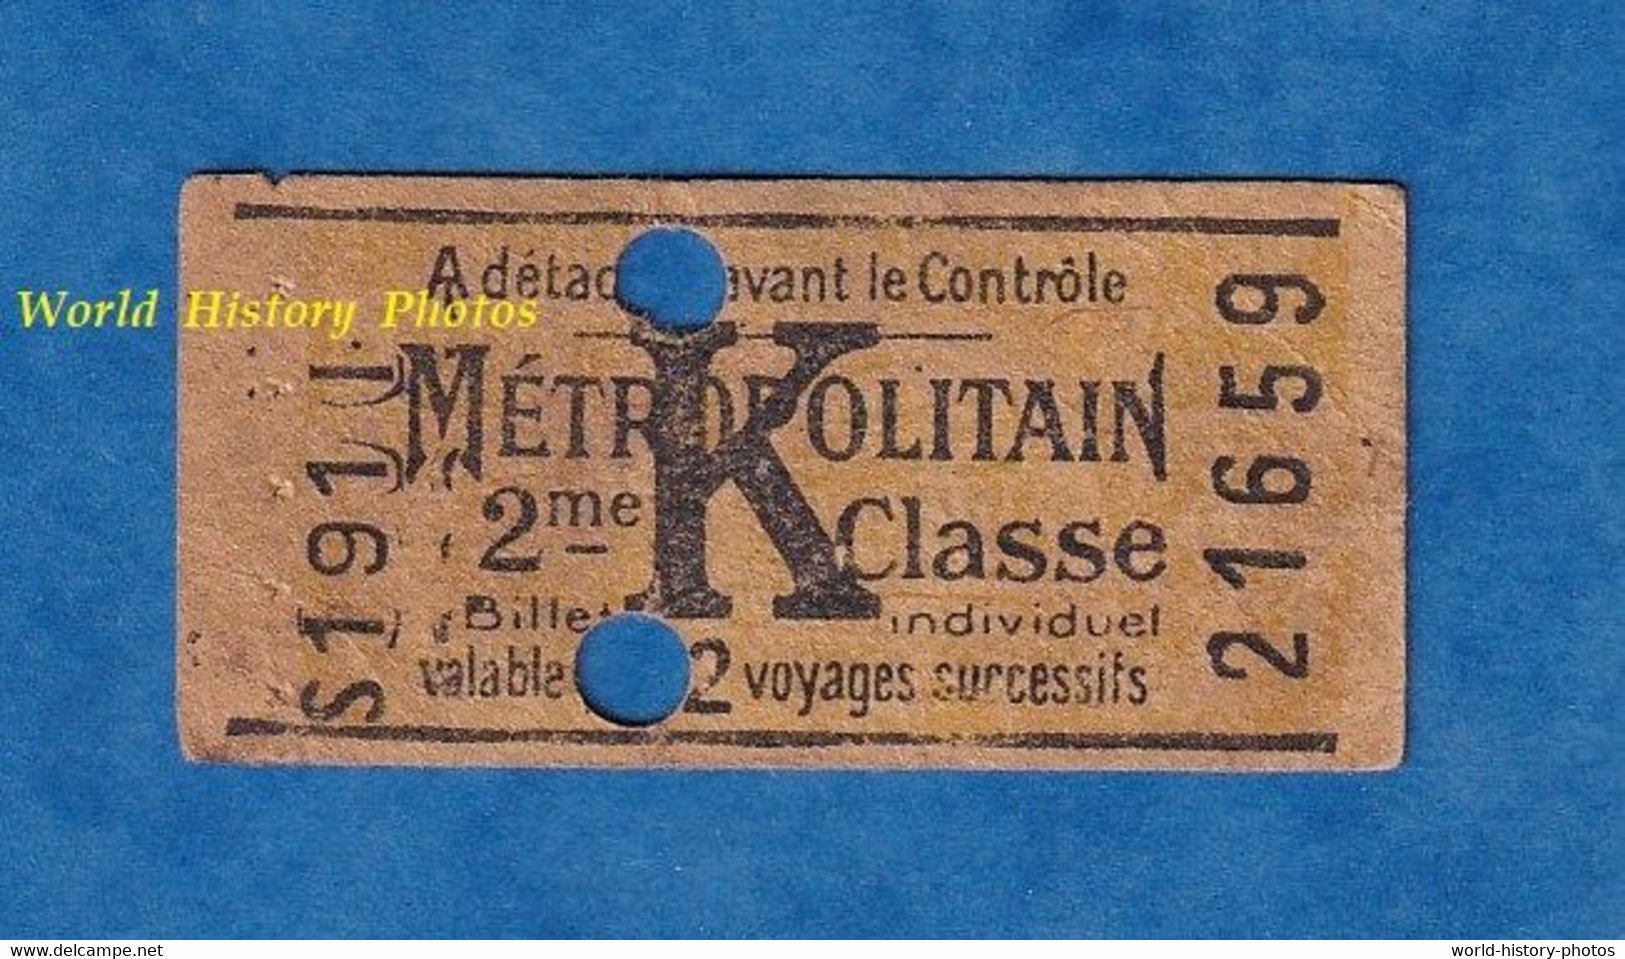 World History Photos
A détac avant le Contrôle
MÉTROPOLITAIN
K
2me Classe
Billet individuel
valable 2 voyages successifs
21659
www.delcampe.net
world-history-photos